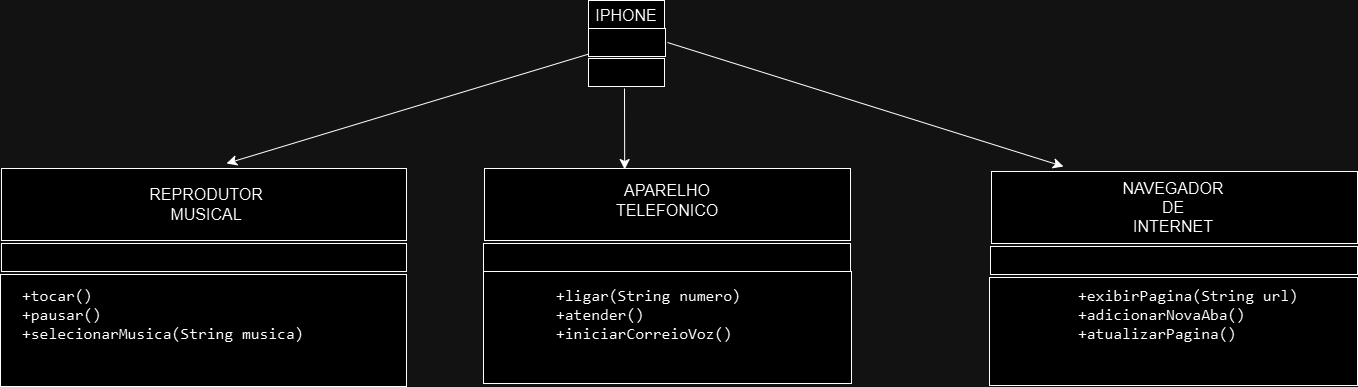 IPHONE
REPRODUTOR
MUSICAL
+tocar()
+pausar()
+selecionarMusica(String musica)
APARELHO
TELEFONICO
+ligar(String numero)
+atender()
+iniciarCorreioVoz()
NAVEGADOR
DE
INTERNET
+exibirPagina(String url)
+adicionarNovaAba()
+atualizarPagina()